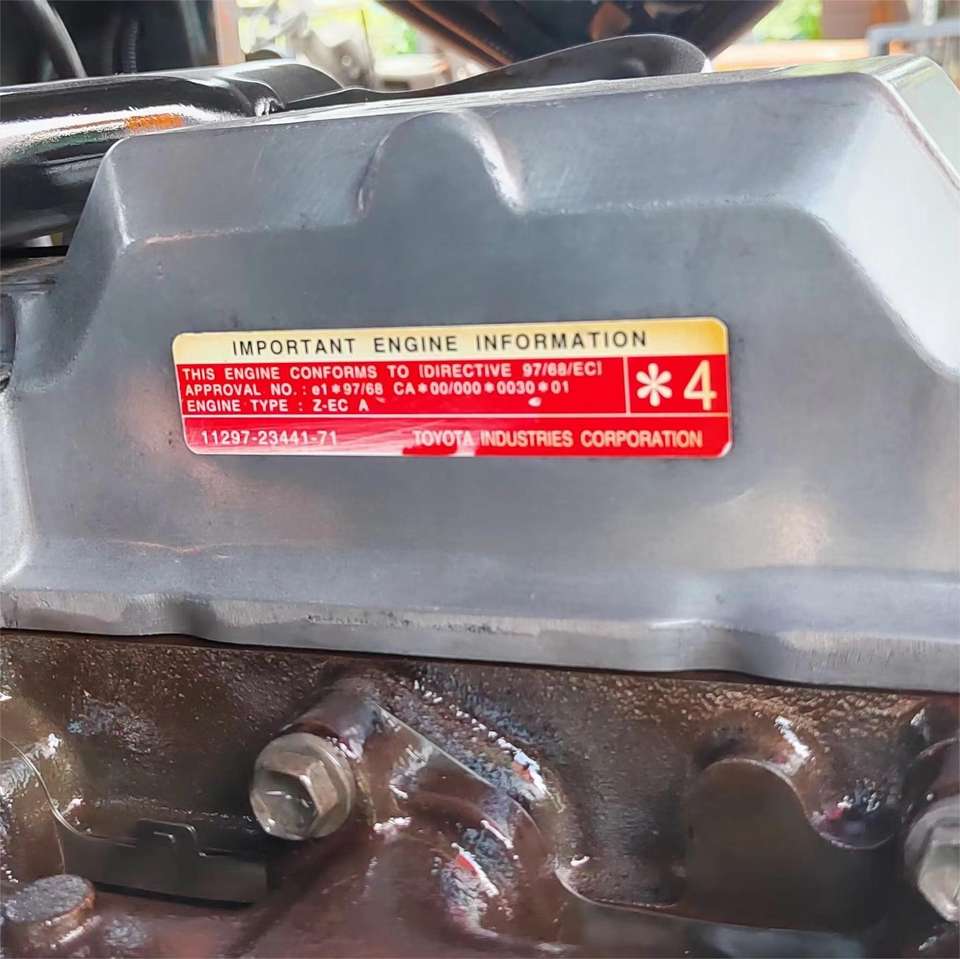 IMPORTANT ENGINE INFORMATION
THIS ENGINE CONFORMS TO [DIRECTIVE 97/68/EC]
APPROVAL NO. : e1*97/68 CA*00/000*0030*01
ENGINE TYPE : Z-EC A
*4
11297-23441-71 TOYOTA INDUSTRIES CORPORATION